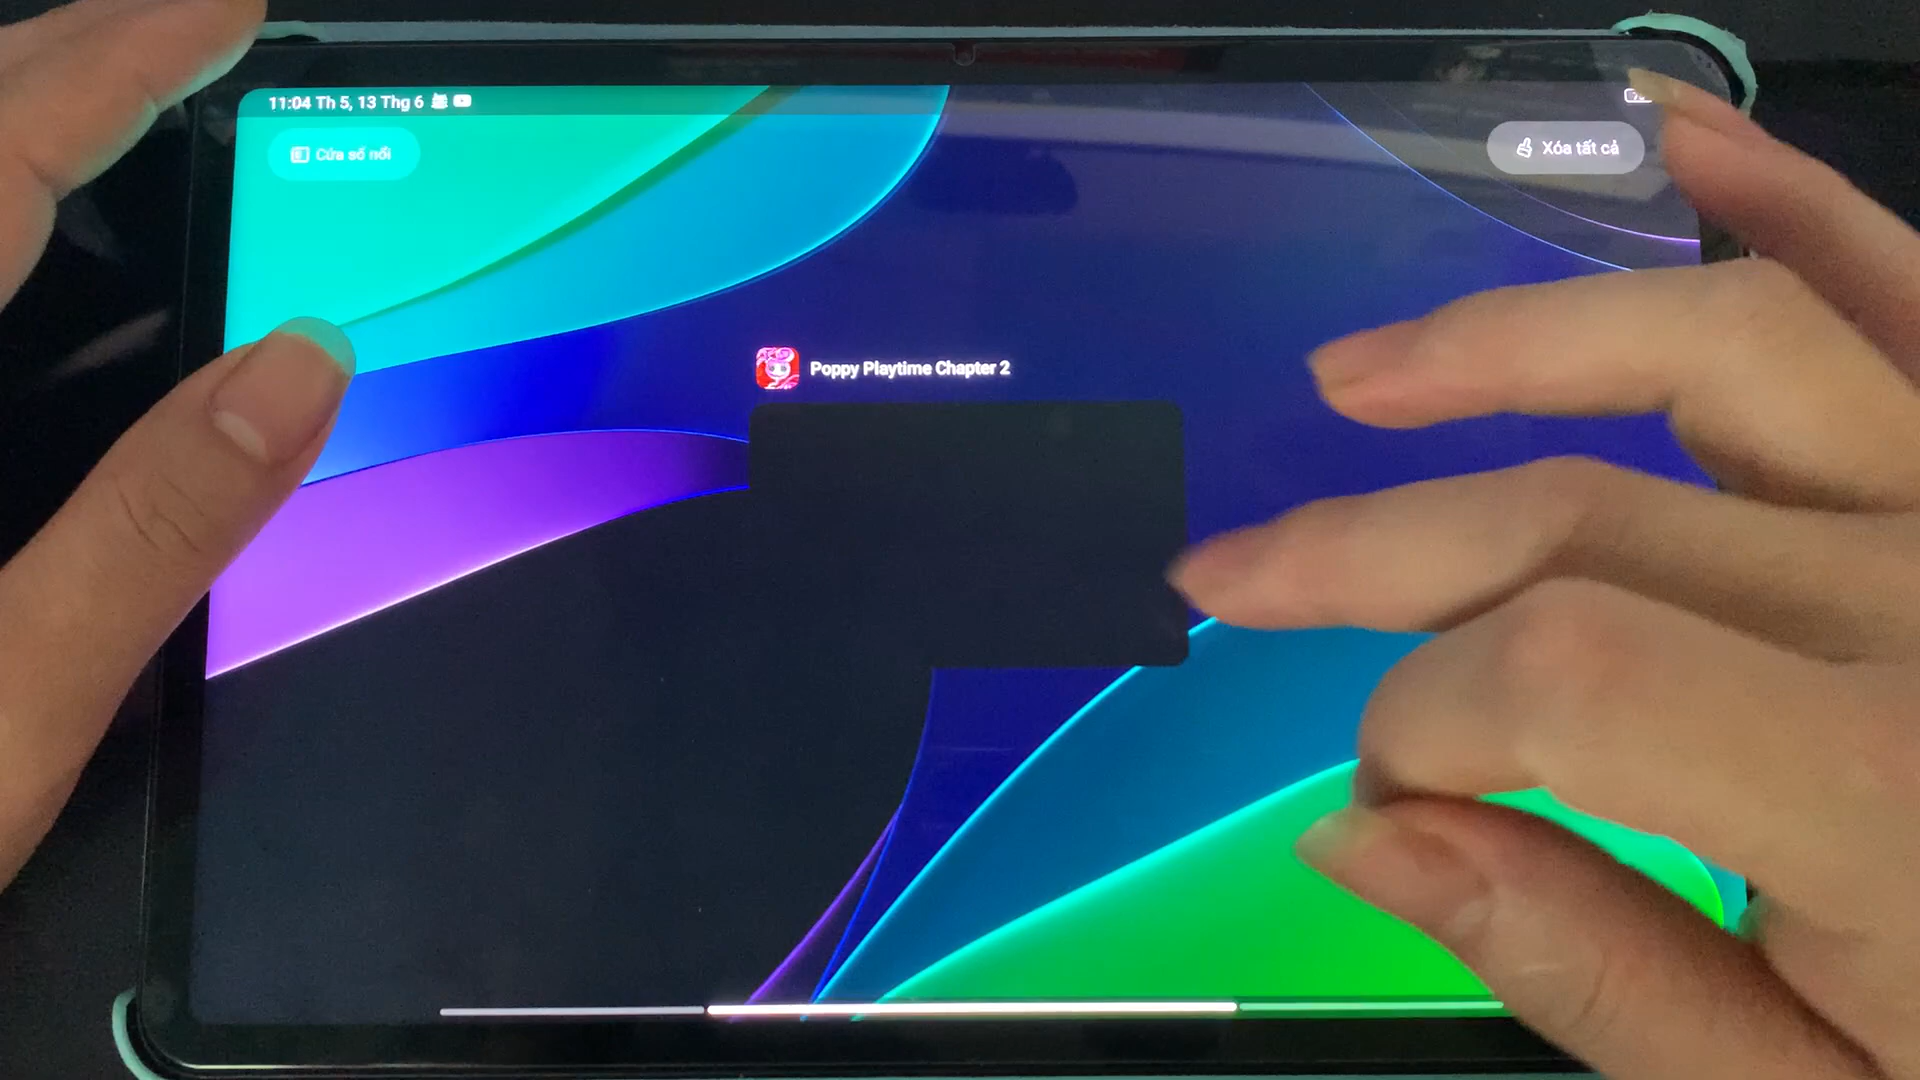 11:04 Th 5, 13 Thg 6
Cửa sổ nổi
Xóa tất cả
Poppy Playtime Chapter 2